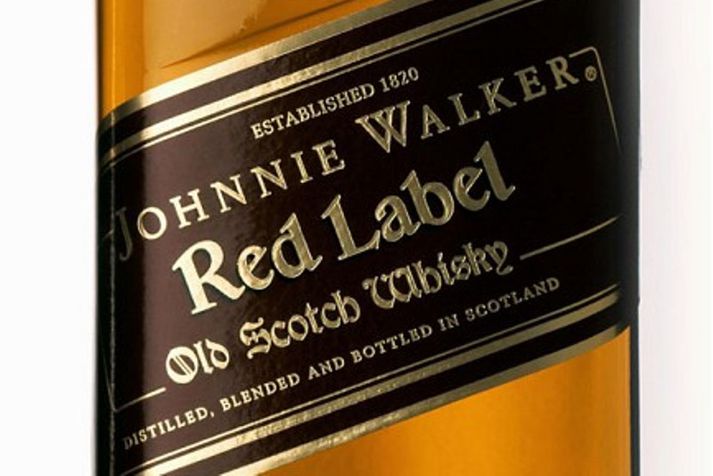 ESTABLISHED 1820
JOHNNIE WALKER®
Red Label
Old Scotch Whisky
DISTILLED, BLENDED AND BOTTLED IN SCOTLAND